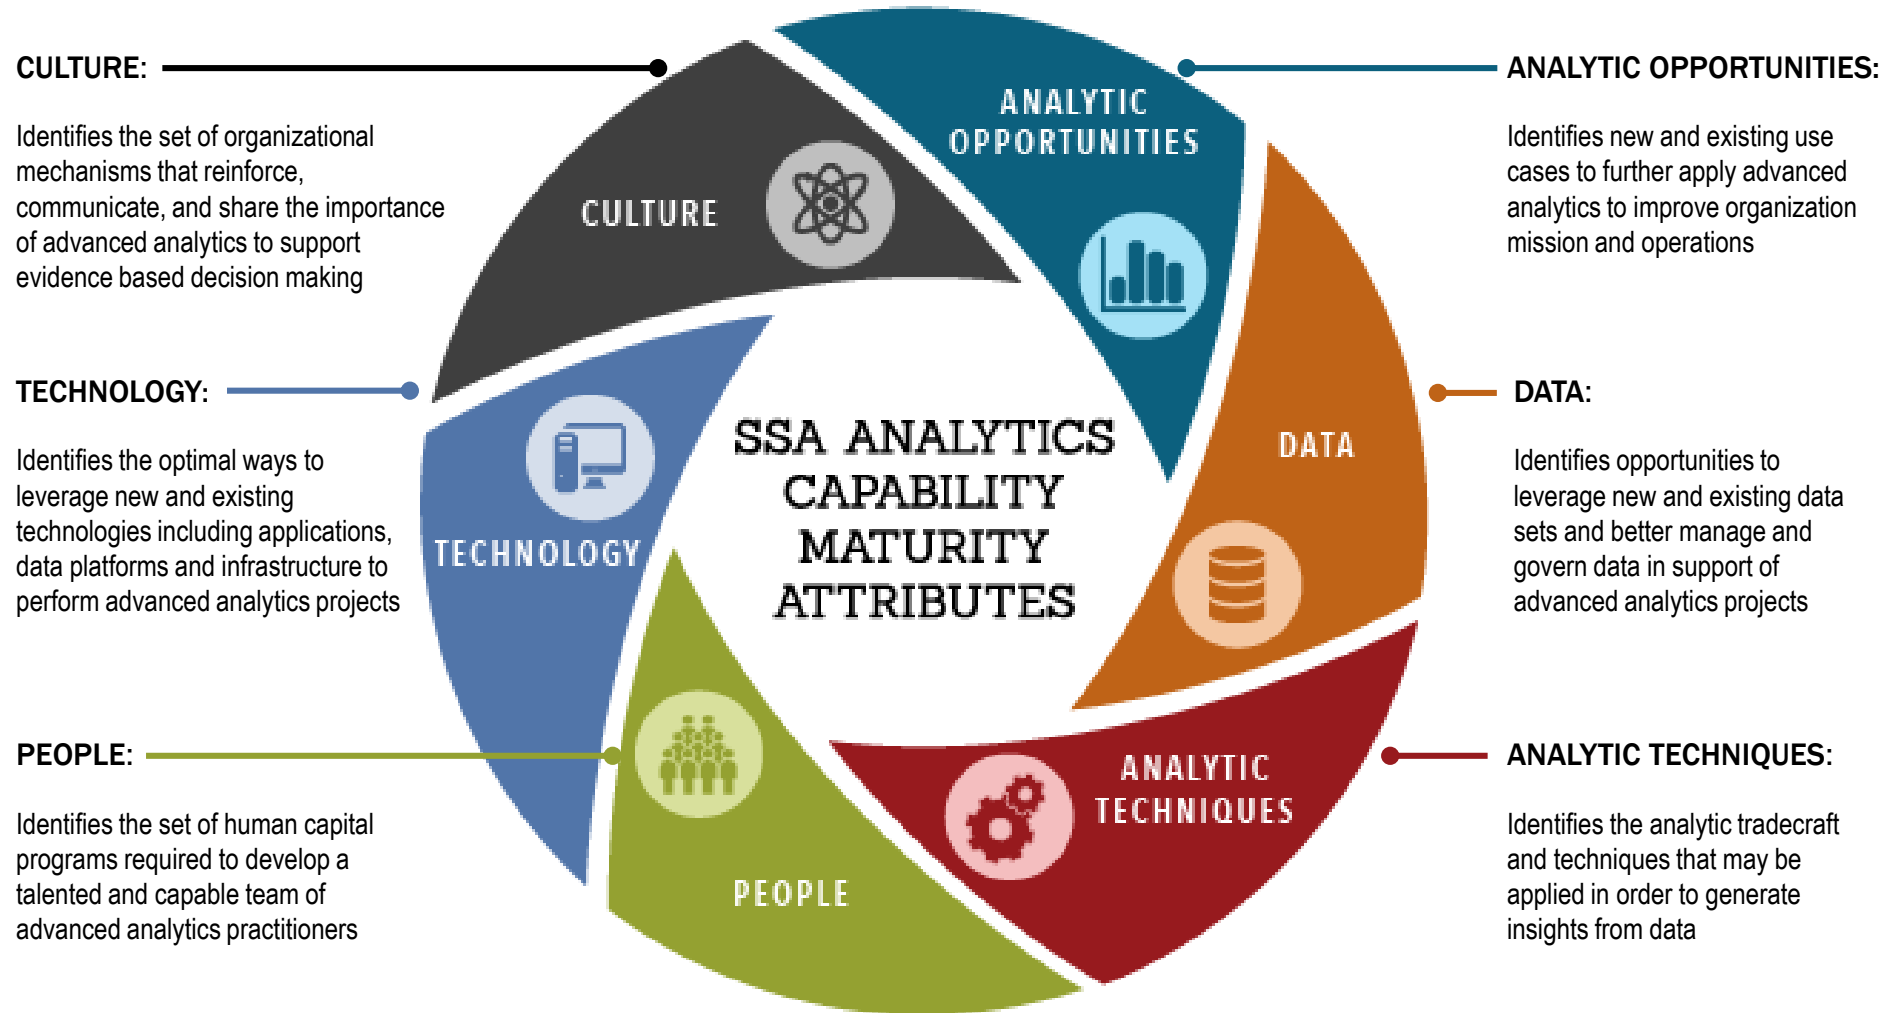 CULTURE:
Identifies the set of organizational
mechanisms that reinforce,
communicate, and share the importance
of advanced analytics to support
evidence based decision making
TECHNOLOGY:
Identifies the optimal ways to
leverage new and existing
technologies including applications,
data platforms and infrastructure to
perform advanced analytics projects
PEOPLE:
Identifies the set of human capital
programs required to develop a
talented and capable team of
advanced analytics practitioners
CULTURE
ANALYTIC
OPPORTUNITIES
DATA
ANALYTIC
TECHNIQUES
PEOPLE
TECHNOLOGY
SSA ANALYTICS
CAPABILITY
MATURITY
ATTRIBUTES
ANALYTIC OPPORTUNITIES:
Identifies new and existing use
cases to further apply advanced
analytics to improve organization
mission and operations
DATA:
Identifies opportunities to
leverage new and existing data
sets and better manage and
govern data in support of
advanced analytics projects
ANALYTIC TECHNIQUES:
Identifies the analytic tradecraft
and techniques that may be
applied in order to generate
insights from data